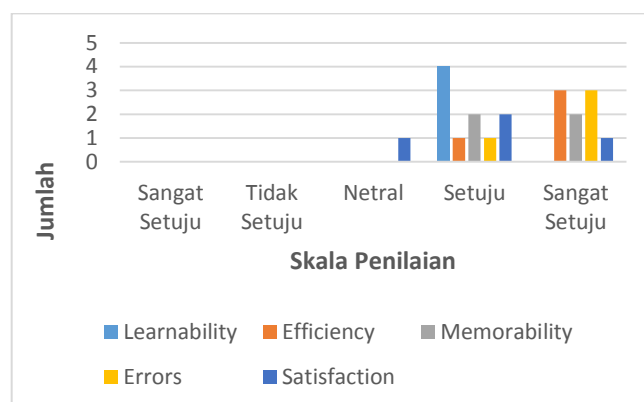 5
4
3
2
1
0
Jumlah
Sangat Setuju
Tidak Setuju
Netral
Setuju
Sangat Setuju
Skala Penilaian
Learnability Efficiency Memorability
Errors Satisfaction